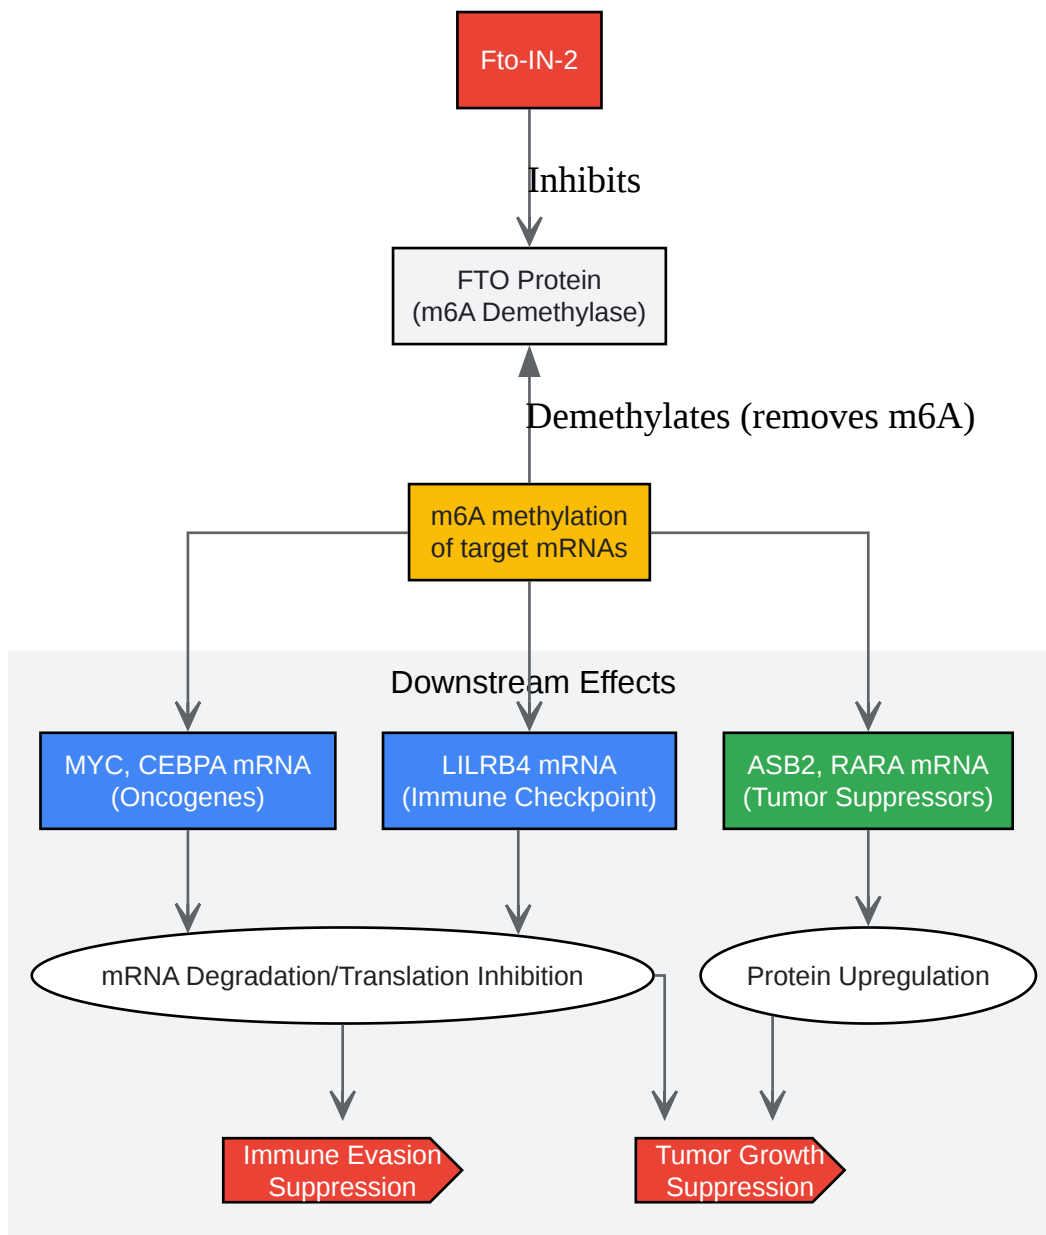 Fto-IN-2
Inhibits
FTO Protein
(m6A Demethylase)
Demethylates (removes m6A)
m6A methylation
of target mRNAs
Downstream Effects
MYC, CEBPA mRNA
(Oncogenes)
LILRB4 mRNA
(Immune Checkpoint)
ASB2, RARA mRNA
(Tumor Suppressors)
mRNA Degradation/Translation Inhibition
Protein Upregulation
Immune Evasion
Suppression
Tumor Growth
Suppression